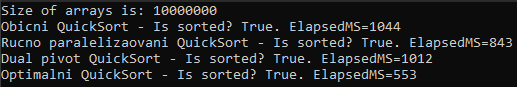 Size of arrays is: 10000000
Obicni QuickSort - Is sorted? True. ElapsedMS=1044
Rucno paralelizaovani QuickSort - Is sorted? True. ElapsedMS=843
Dual pivot QuickSort - Is sorted? True. ElapsedMS=1012
Optimalni QuickSort - Is sorted? True. ElapsedMS=553